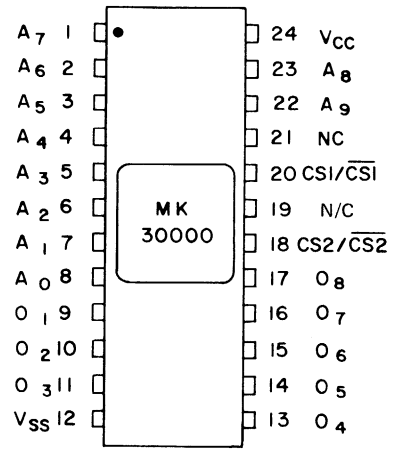 A7 1 24 VCC
A6 2 23 A8
A5 3 22 A9
A4 4 21 NC
A3 5 20 CS1/C̅S̅1̅
A2 6 MK 19 N/C
A1 7 30000 18 CS2/C̅S̅2̅
A0 8 17 O8
O1 9 16 O7
O2 10 15 O6
O3 11 14 O5
VSS 12 13 O4